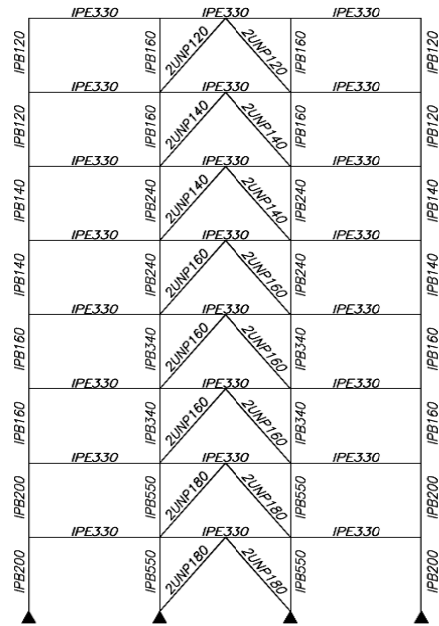 IPE330 IPE330 IPE330
IPB120 IPB160 2UNP120 2UNP120 IPB160 IPB120
IPE330 IPE330 IPE330
IPB120 IPB160 2UNP140 2UNP140 IPB160 IPB120
IPE330 IPE330 IPE330
IPB140 IPB240 2UNP140 2UNP140 IPB240 IPB140
IPE330 IPE330 IPE330
IPB140 IPB240 2UNP160 2UNP160 IPB240 IPB140
IPE330 IPE330 IPE330
IPB160 IPB340 2UNP160 2UNP160 IPB340 IPB160
IPE330 IPE330 IPE330
IPB160 IPB340 2UNP160 2UNP160 IPB340 IPB160
IPE330 IPE330 IPE330
IPB200 IPB550 2UNP180 2UNP180 IPB550 IPB200
IPE330 IPE330 IPE330
IPB200 IPB550 2UNP180 2UNP180 IPB550 IPB200